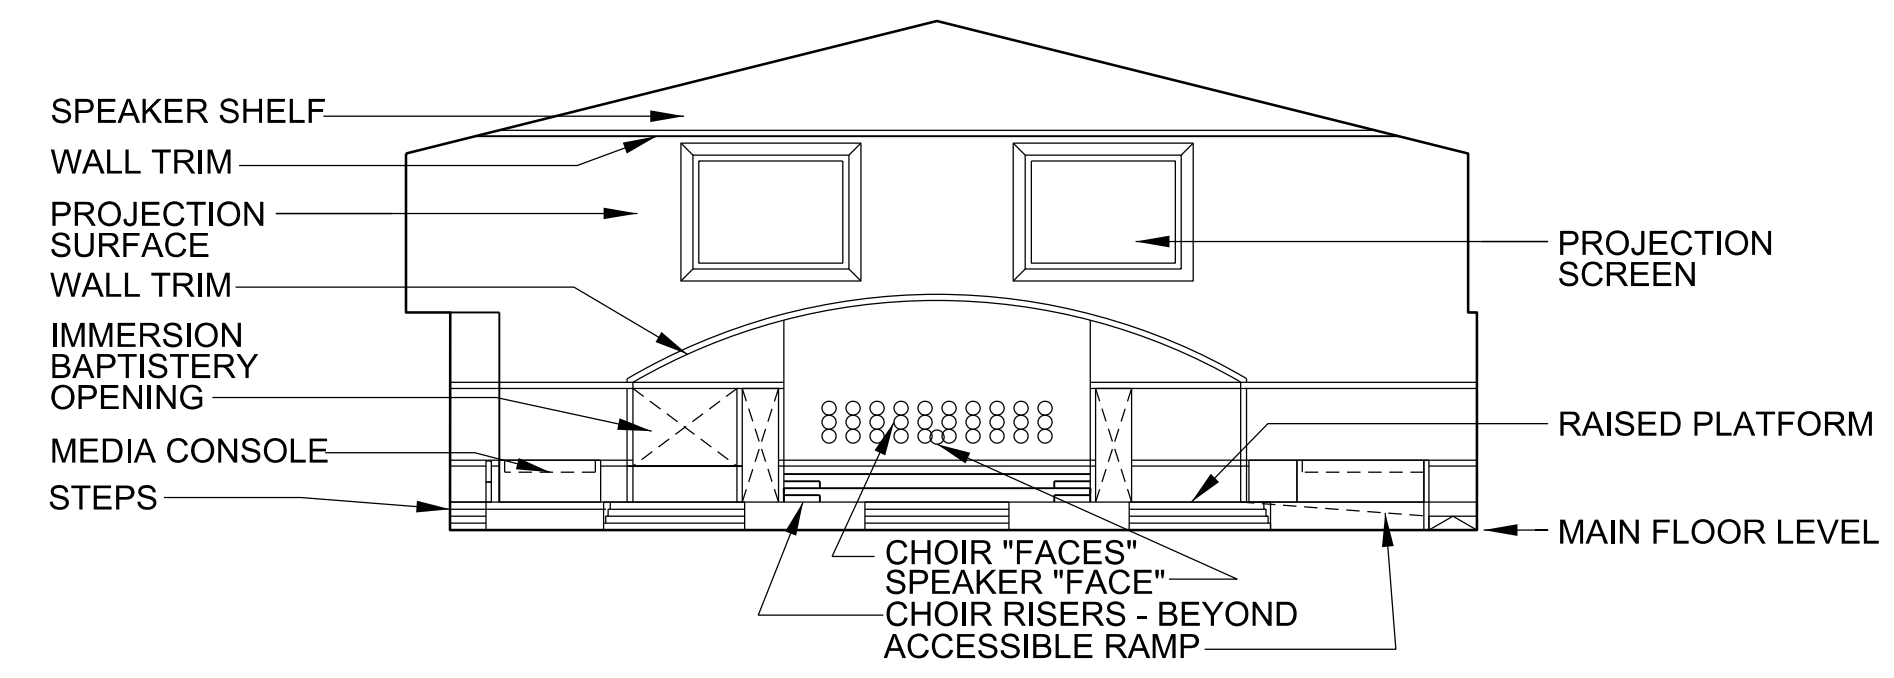 SPEAKER SHELF
WALL TRIM
PROJECTION
SURFACE
WALL TRIM
IMMERSION
BAPTISTERY
OPENING
MEDIA CONSOLE
STEPS
PROJECTION
SCREEN
RAISED PLATFORM
MAIN FLOOR LEVEL
CHOIR "FACES"
SPEAKER "FACE"
CHOIR RISERS - BEYOND
ACCESSIBLE RAMP